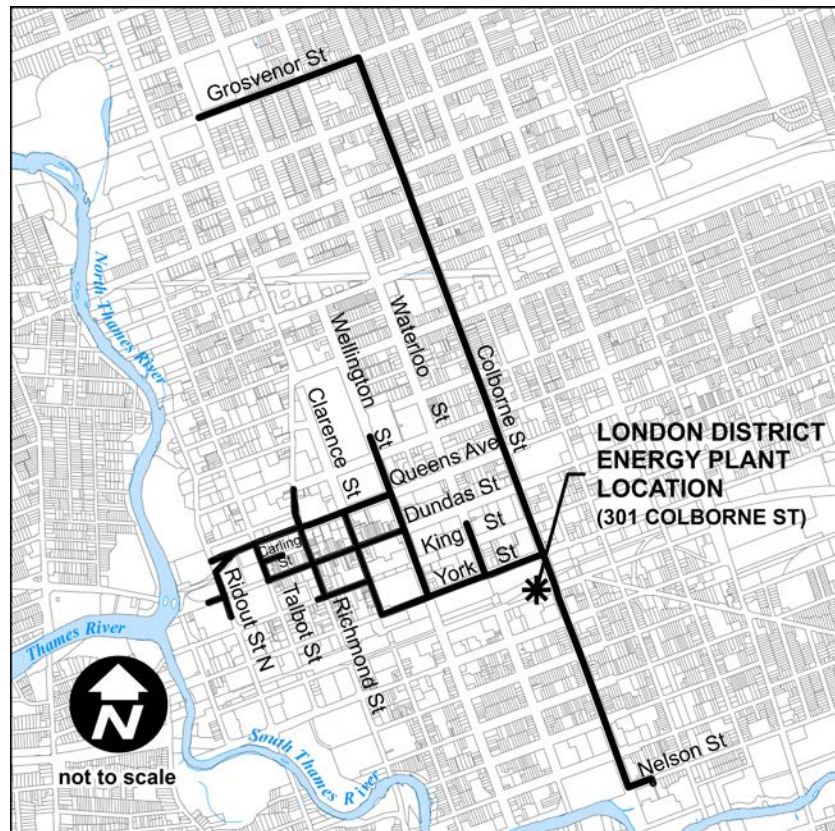 Grosvenor St
North Thames River
Wellington St
Waterloo St
Clarence St
Colborne St
Queens Ave
Dundas St
King St
York St
Carling St
Ridout St N
Talbot St
Richmond St
LONDON DISTRICT
ENERGY PLANT
LOCATION
(301 COLBORNE ST)
Thames River
N
not to scale
South Thames River
Nelson St